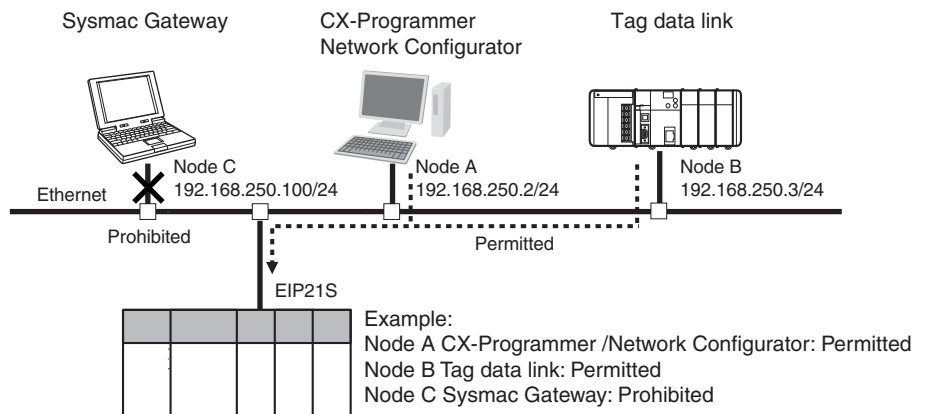 Sysmac Gateway
CX-Programmer
Network Configurator
Tag data link
Node C
192.168.250.100/24
Node A
192.168.250.2/24
Node B
192.168.250.3/24
Ethernet
Prohibited
Permitted
EIP21S
Example:
Node A CX-Programmer /Network Configurator: Permitted
Node B Tag data link: Permitted
Node C Sysmac Gateway: Prohibited